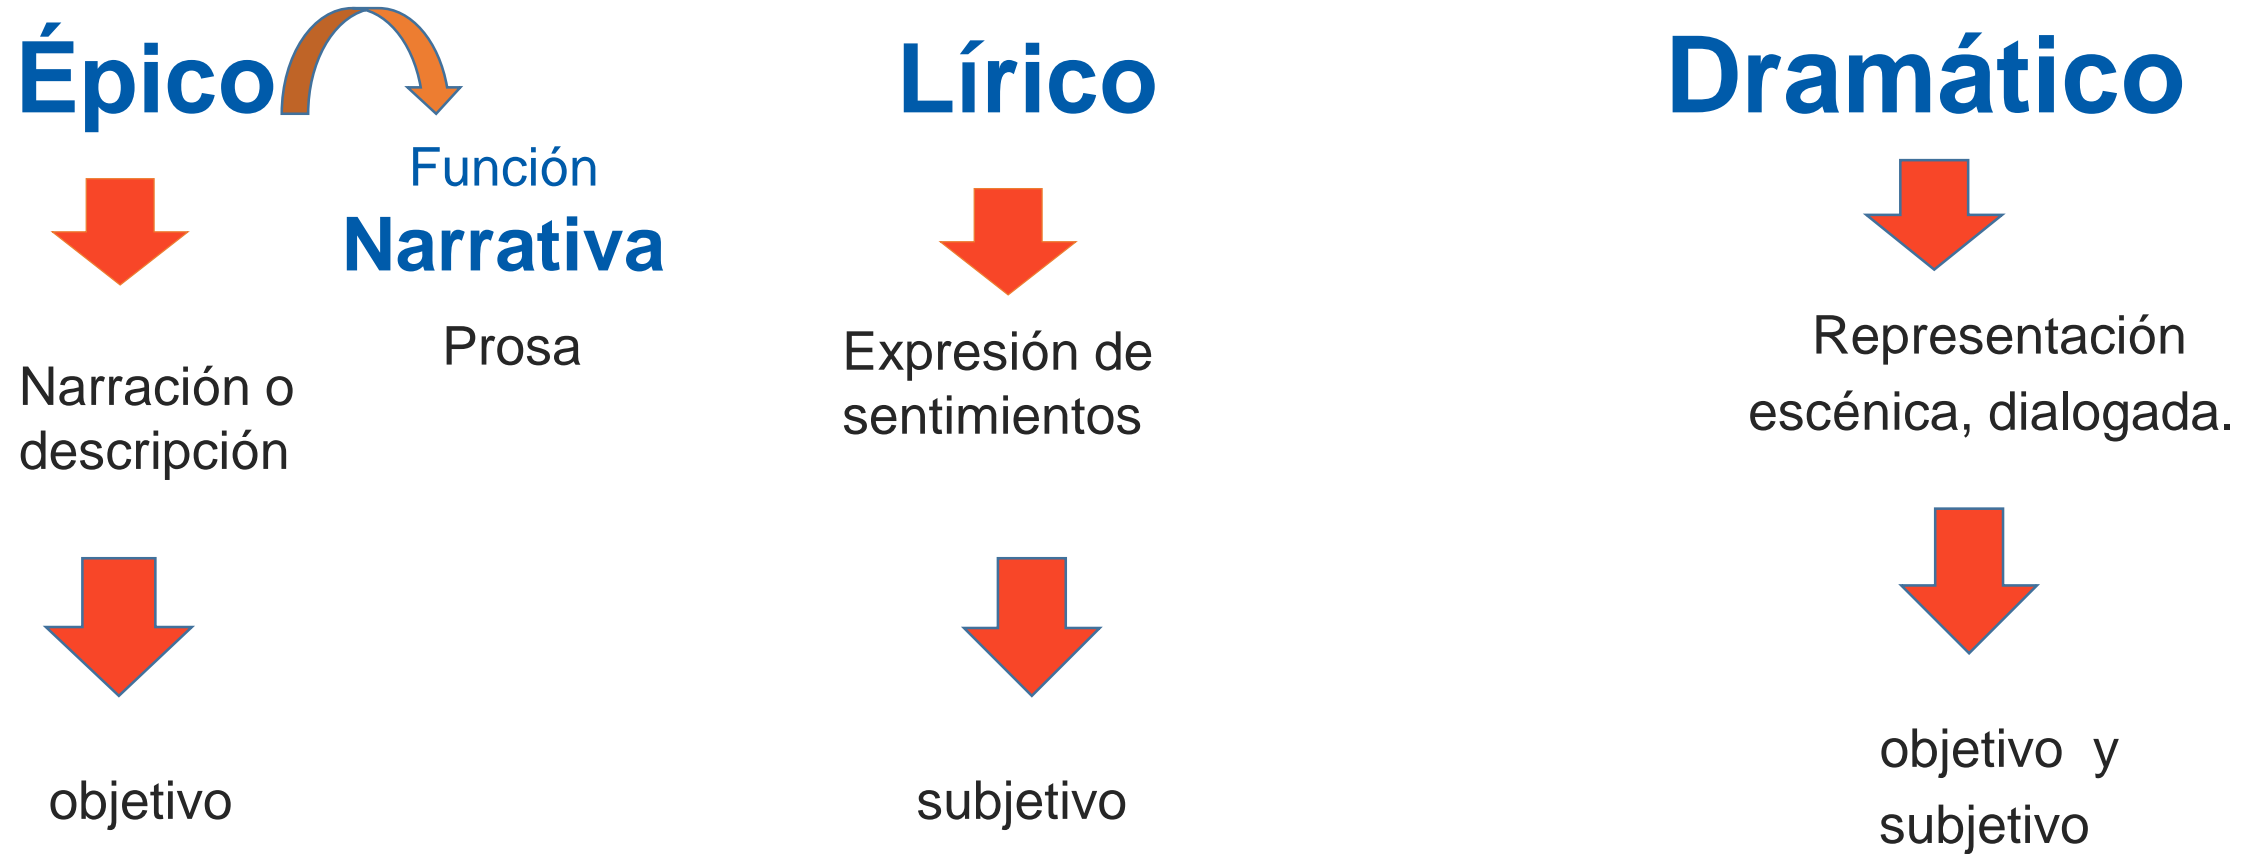 Épico
Función
Narrativa
Prosa
Narración o
descripción
objetivo
Lírico
Expresión de
sentimientos
subjetivo
Dramático
Representación
escénica, dialogada.
objetivo y
subjetivo